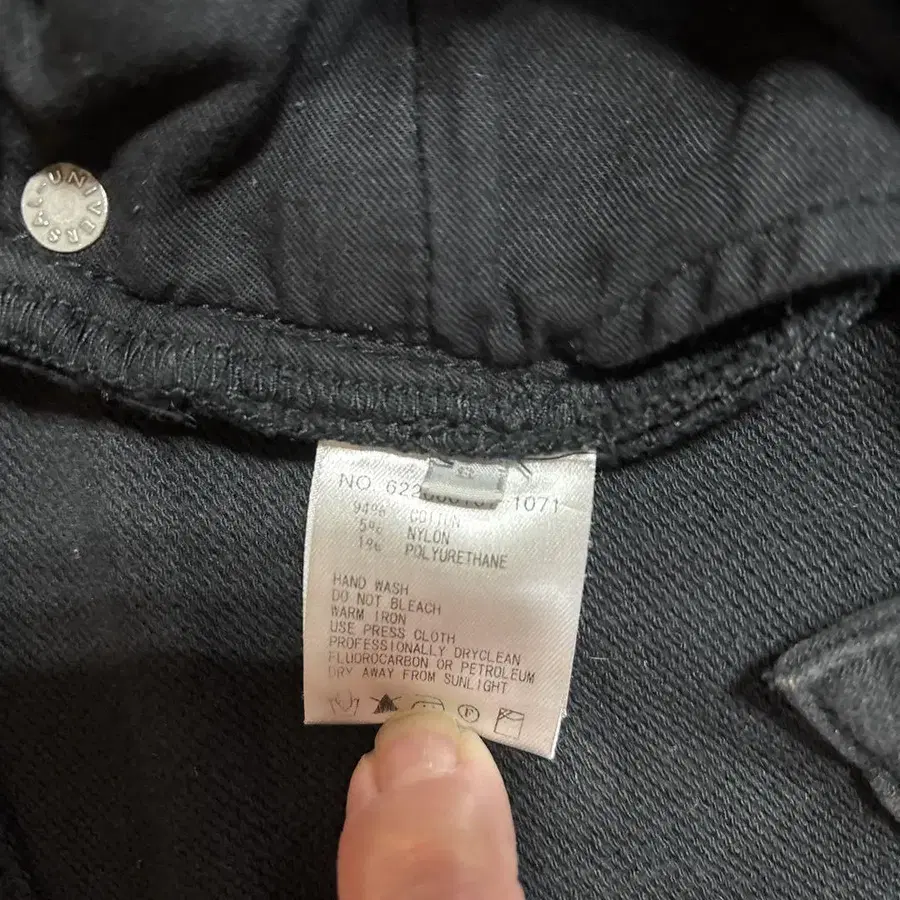 UNIVERSAL
NO 622 1071
94% COTTON
5% NYLON
1% POLYURETHANE
HAND WASH
DO NOT BLEACH
WARM IRON
USE PRESS CLOTH
PROFESSIONALLY DRYCLEAN
FLUOROCARBON OR PETROLEUM
DRY AWAY FROM SUNLIGHT
P